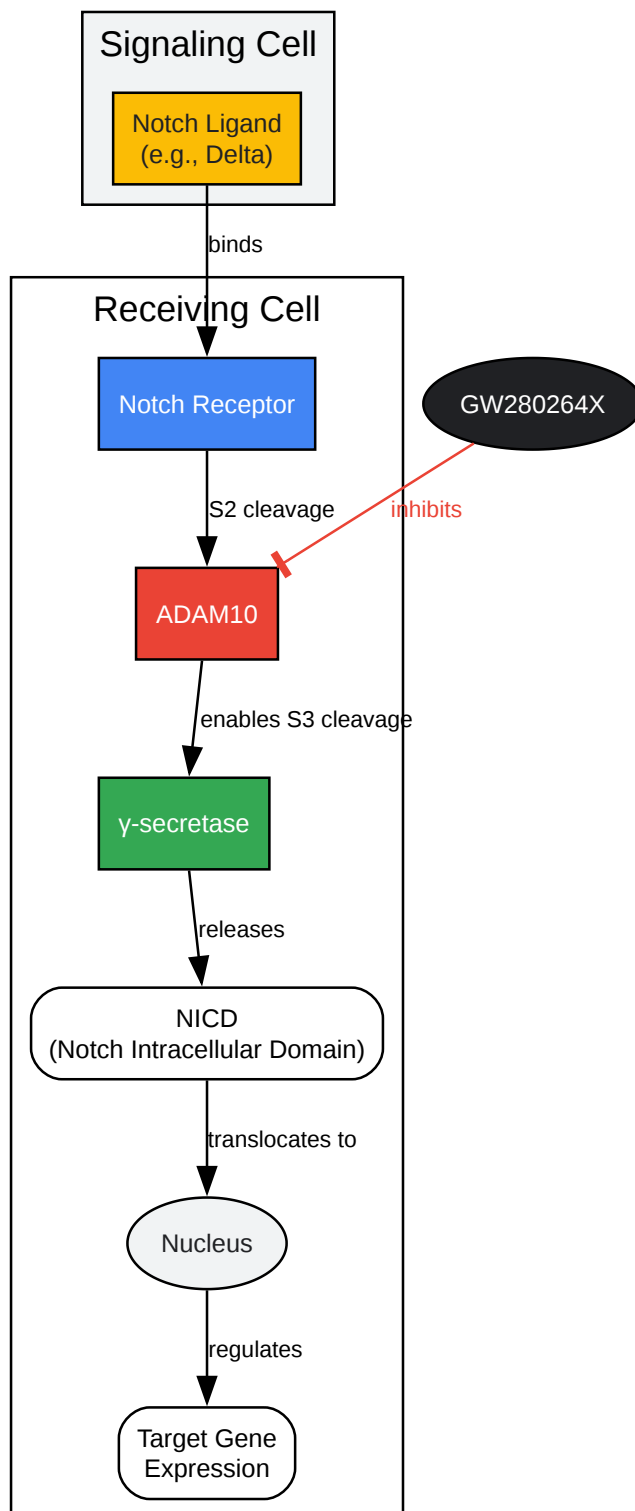 Signaling Cell
Notch Ligand
(e.g., Delta)
binds
Receiving Cell
Notch Receptor
GW280264X
S2 cleavage
inhibits
ADAM10
enables S3 cleavage
γ-secretase
releases
NICD
(Notch Intracellular Domain)
translocates to
Nucleus
regulates
Target Gene
Expression